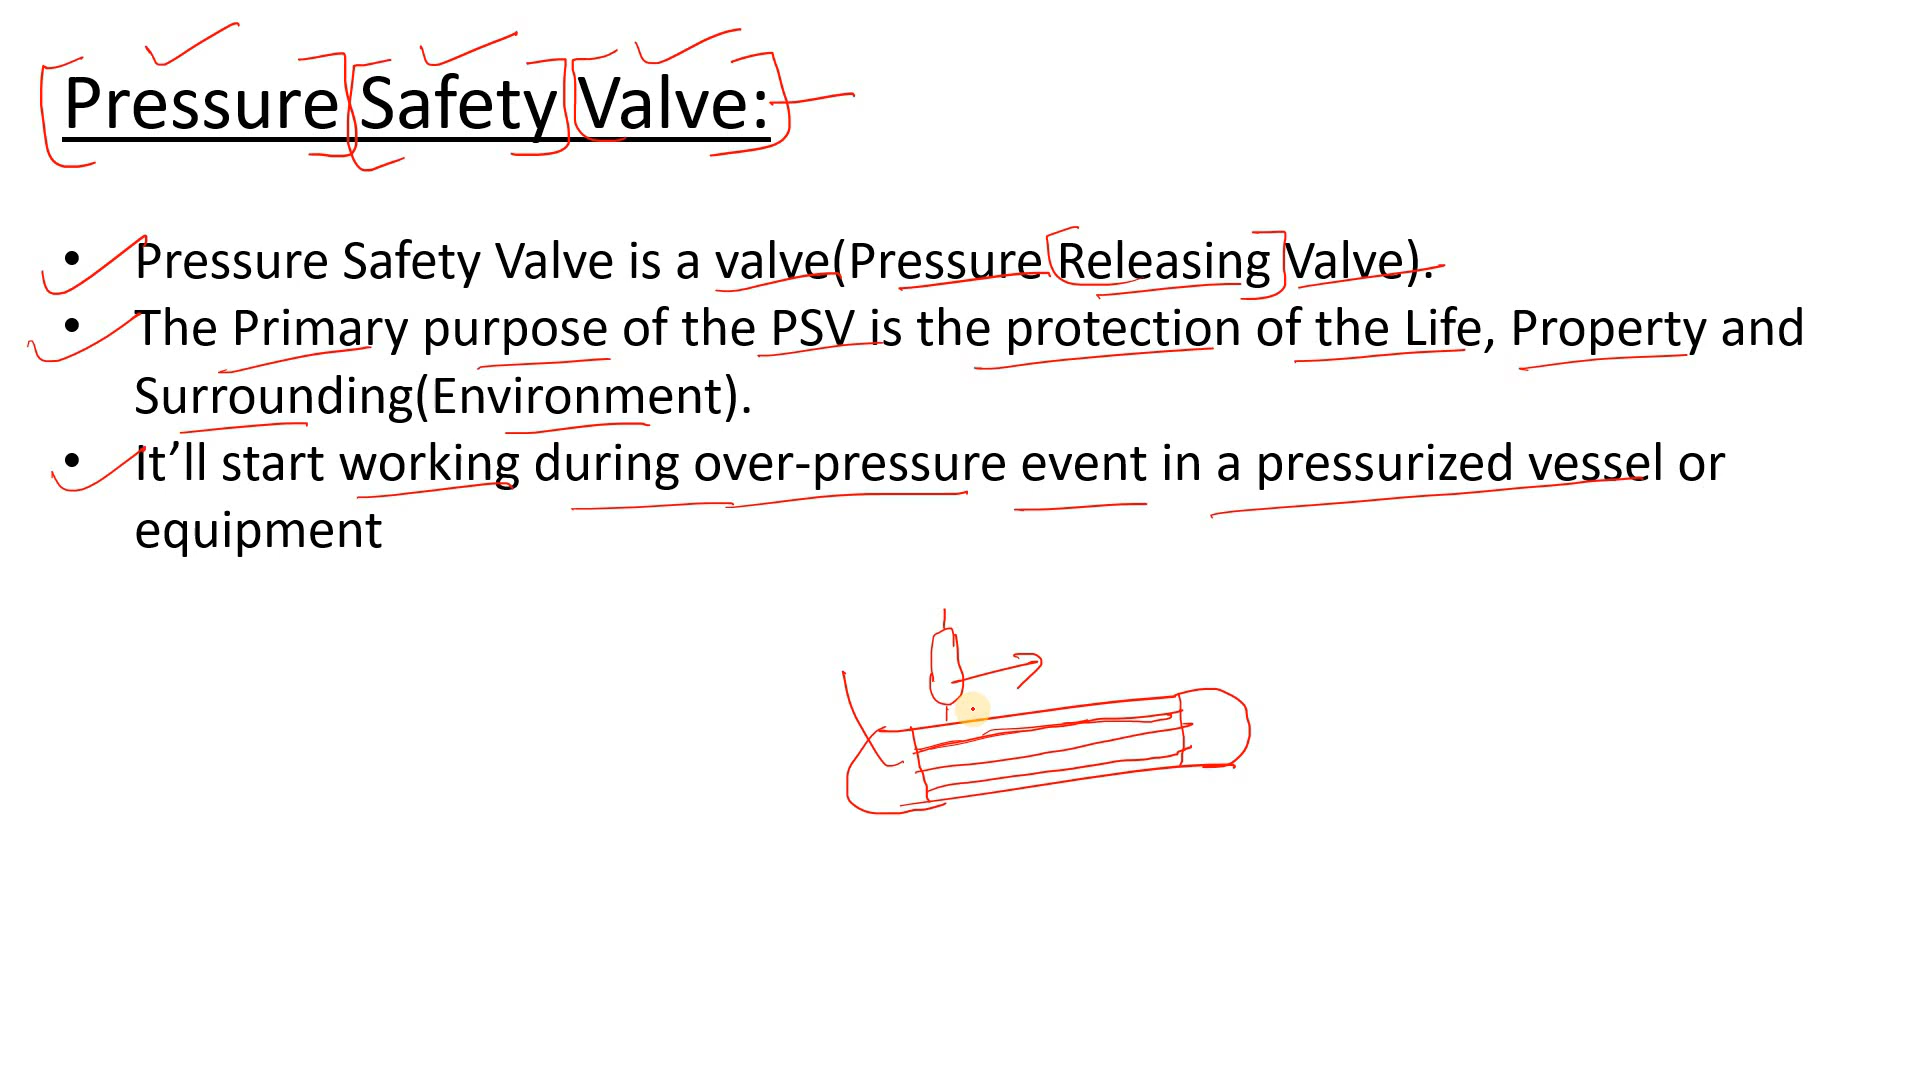 Pressure Safety Valve:
• Pressure Safety Valve is a valve(Pressure Releasing Valve).
• The Primary purpose of the PSV is the protection of the Life, Property and
Surrounding(Environment).
• It’ll start working during over-pressure event in a pressurized vessel or
equipment